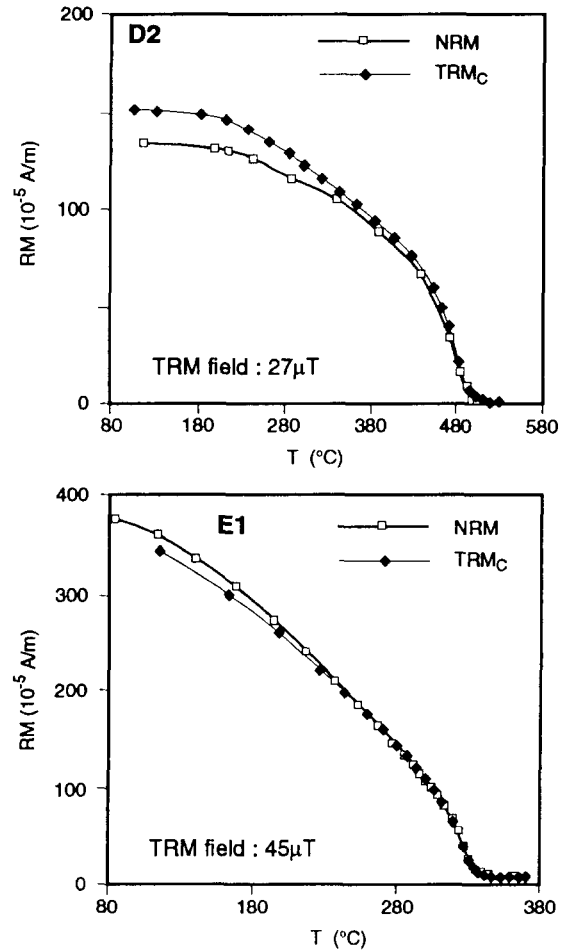 D2
NRM
TRMC
150
100
0
RM (10-5 A/m)
TRM field : 27μT
80 180 280 380 480 580
T (°C)
E1
NRM
TRMC
400
300
200
100
0
RM (10-5 A/m)
TRM field : 45μT
80 180 280 380
T (°C)